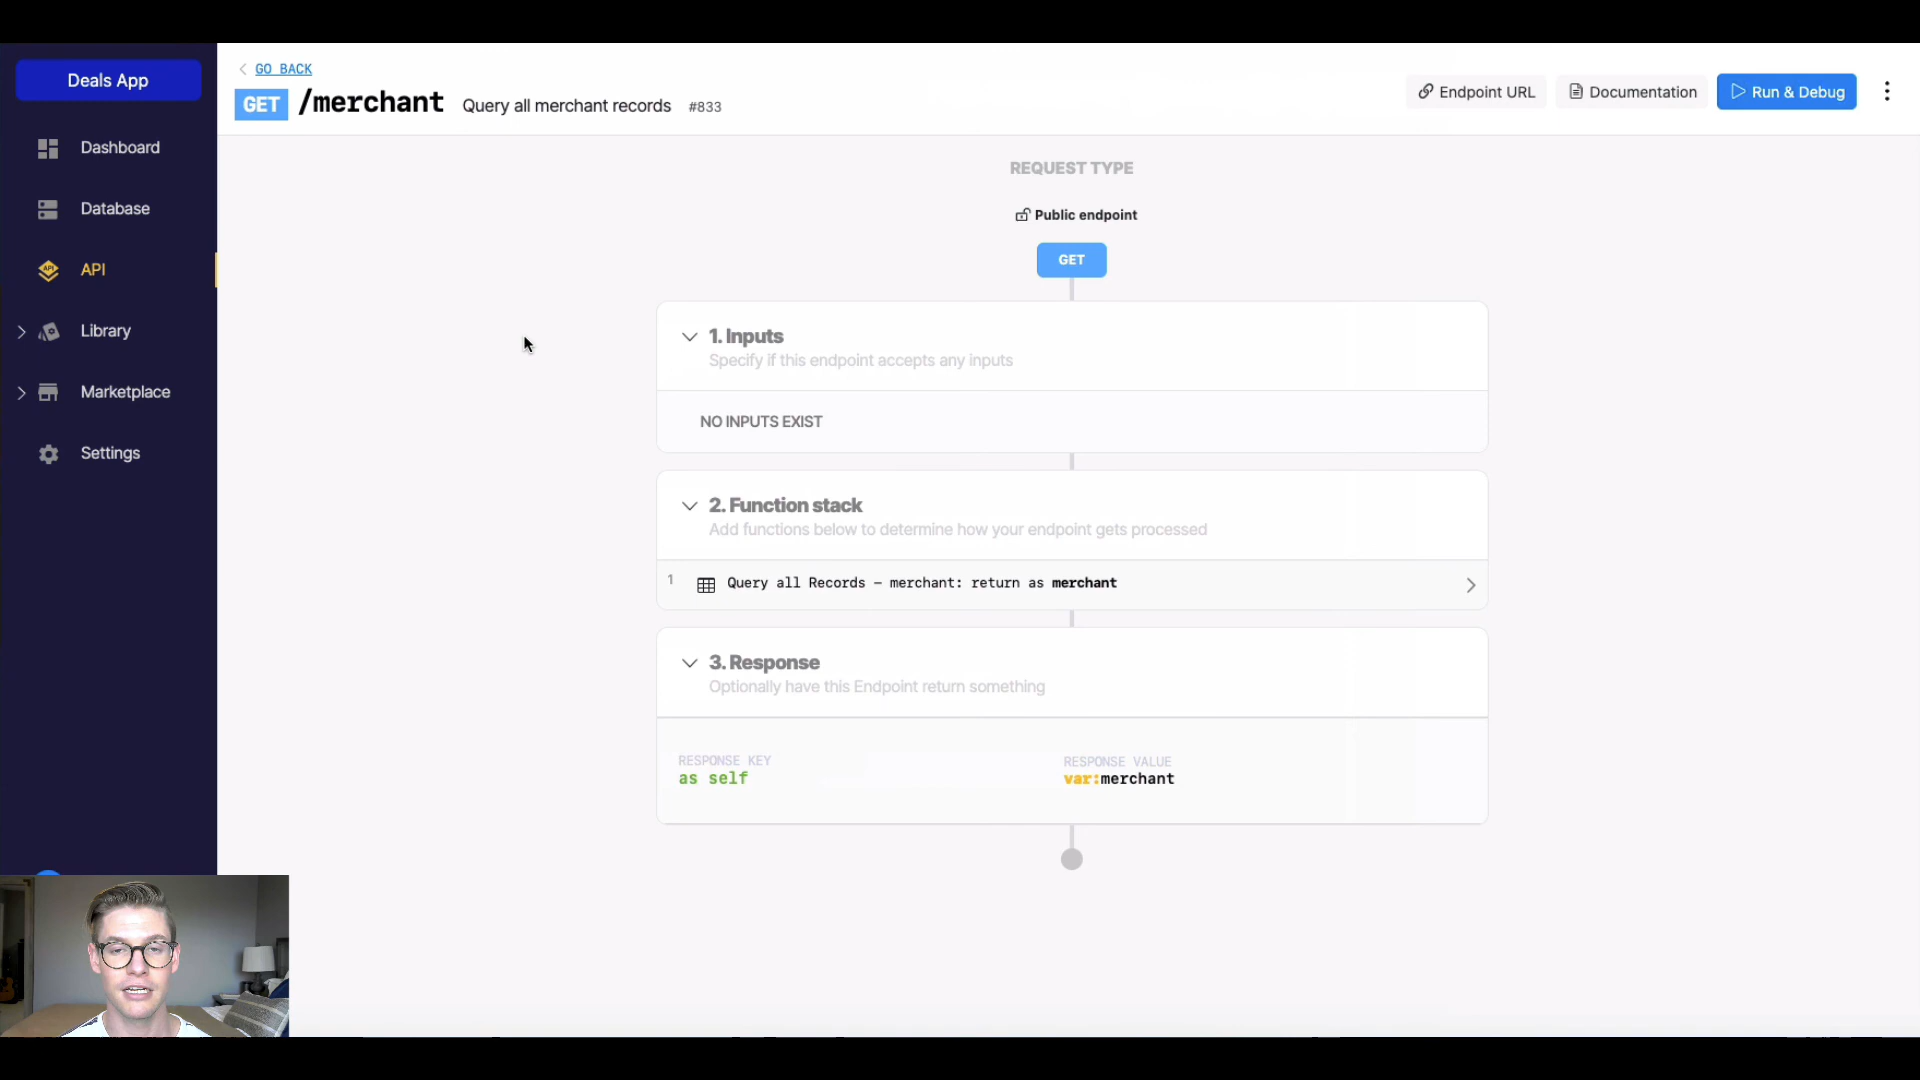 Deals App
Dashboard
Database
API
Library
Marketplace
Settings
GO BACK
GET /merchant Query all merchant records #833
Endpoint URL
Documentation
Run & Debug
REQUEST TYPE
Public endpoint
GET
1. Inputs
Specify if this endpoint accepts any inputs
NO INPUTS EXIST
2. Function stack
Add functions below to determine how your endpoint gets processed
1 Query all Records – merchant: return as merchant
3. Response
Optionally have this Endpoint return something
RESPONSE KEY
as self
RESPONSE VALUE
var:merchant